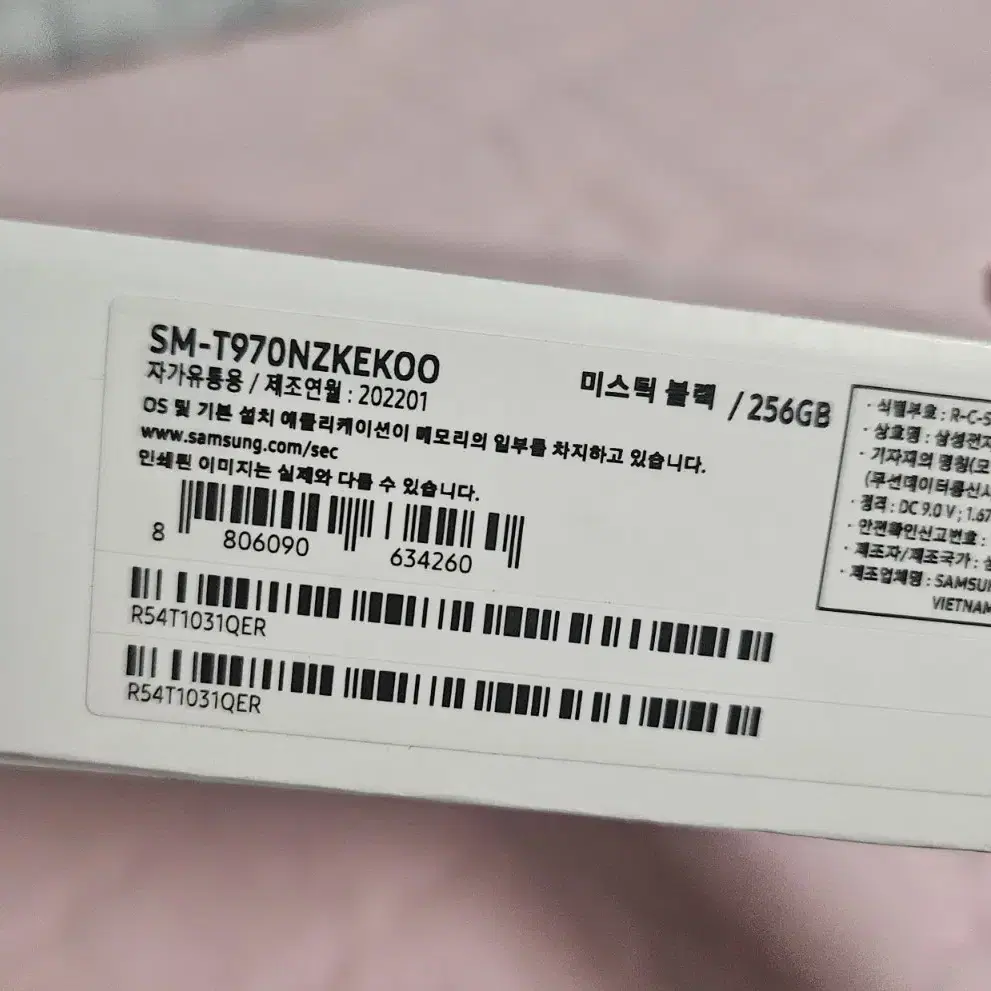 SM-T970NZKEKOO
자가유통용 / 제조연월 : 202201
미스틱 블랙 / 256GB
OS 및 기본 설치 애플리케이션이 메모리의 일부를 차지하고 있습니다.
www.samsung.com/sec
인쇄된 이미지는 실제와 다를 수 있습니다.
8 806090 634260
R54T1031QER
R54T1031QER
· 식별부호 : R-C-S
· 상호명 : 삼성전자
· 기자재의 명칭(모
(무선데이터통신시
· 정격 : DC 9.0 V ; 1.67
· 안전확인신고번호 :
· 제조자/제조국가 : 삼
· 제조업체명 : SAMSUN
VIETNAM